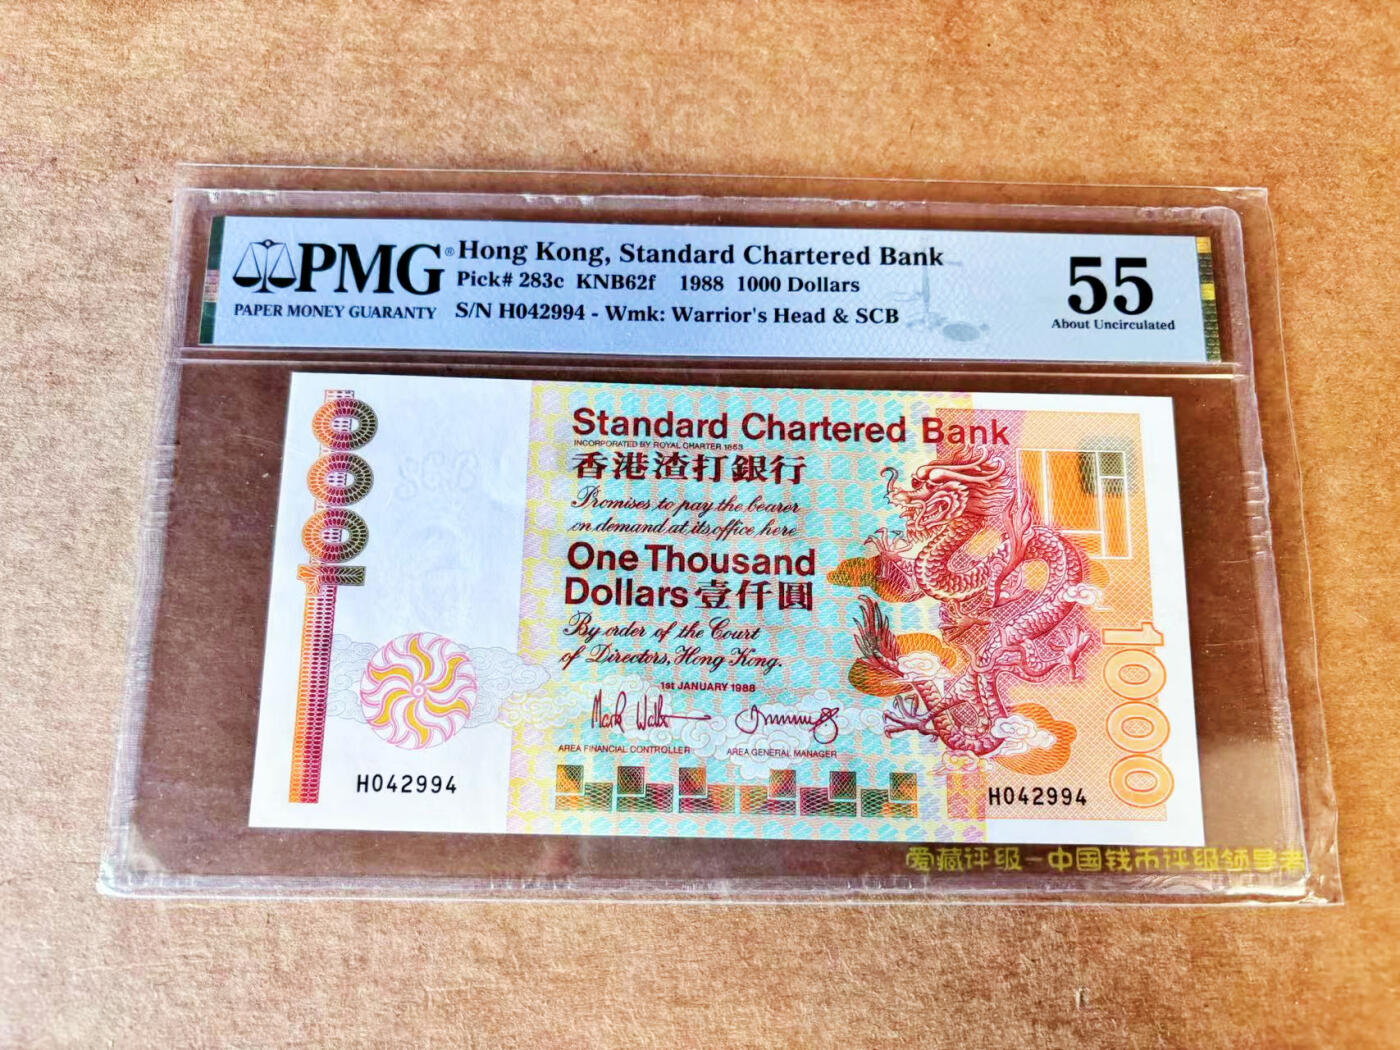 PMG®
PAPER MONEY GUARANTY
Hong Kong, Standard Chartered Bank
Pick# 283c KNB62f 1988 1000 Dollars
S/N H042994 - Wmk: Warrior's Head & SCB
55
About Uncirculated
1000
Standard Chartered Bank
INCORPORATED BY ROYAL CHARTER 1853
香港渣打銀行
Promises to pay the bearer
on demand at its office here
One Thousand
Dollars 壹仟圓
By order of the Court
of Directors, Hong Kong.
1st JANUARY 1988
AREA FINANCIAL CONTROLLER
AREA GENERAL MANAGER
H042994
H042994
1000
爱藏评级-中国钱币评级领导者